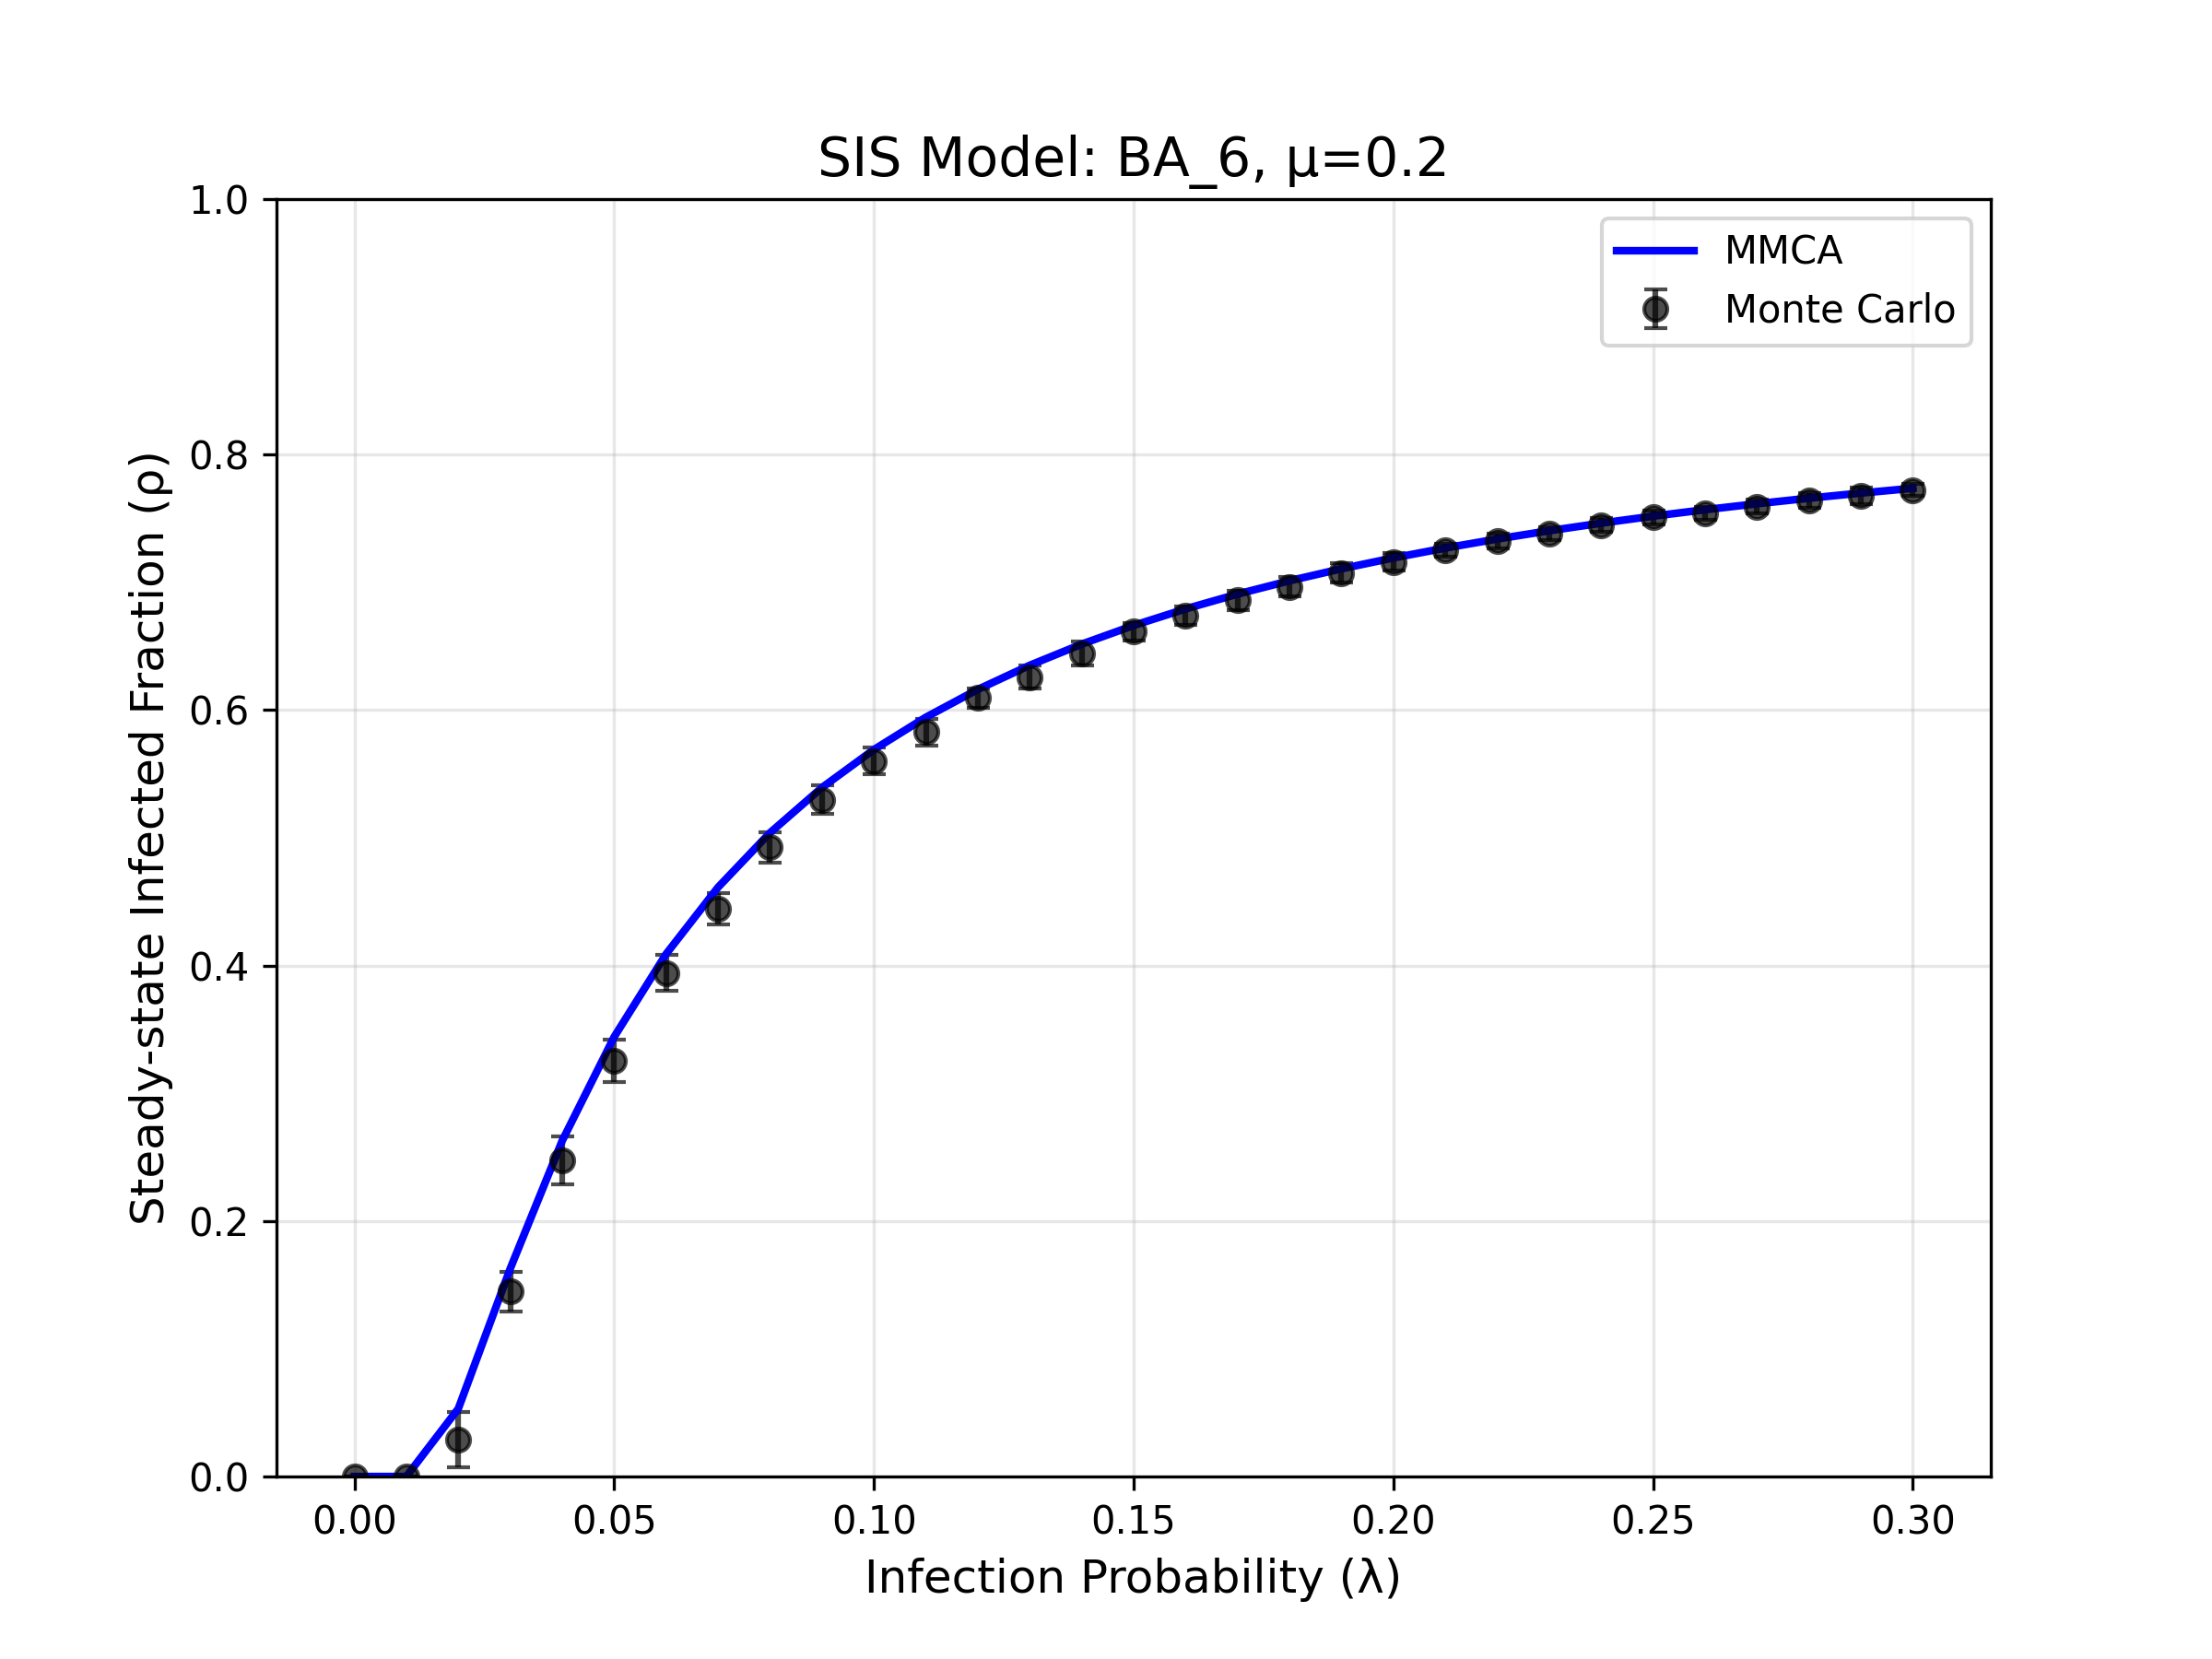 SIS Model: BA_6, μ=0.2
MMCA
Monte Carlo
Steady-state Infected Fraction (ρ)
1.0
0.8
0.6
0.4
0.2
0.0
0.00 0.05 0.10 0.15 0.20 0.25 0.30
Infection Probability (λ)